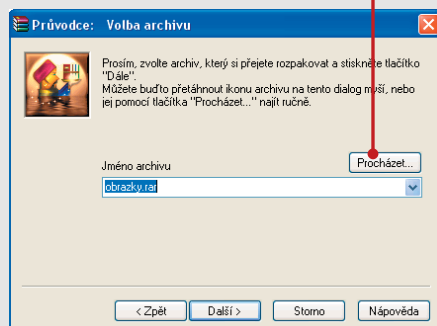 Průvodce: Volba archivu
Prosím, zvolte archiv, který si přejete rozpakovat a stiskněte tlačítko
"Dále".
Můžete buďto přetáhnout ikonu archivu na tento dialog myší, nebo
jej pomocí tlačítka "Procházet..." najít ručně.
Jméno archivu
Procházet...
obrazky.rar
< Zpět
Další >
Storno
Nápověda